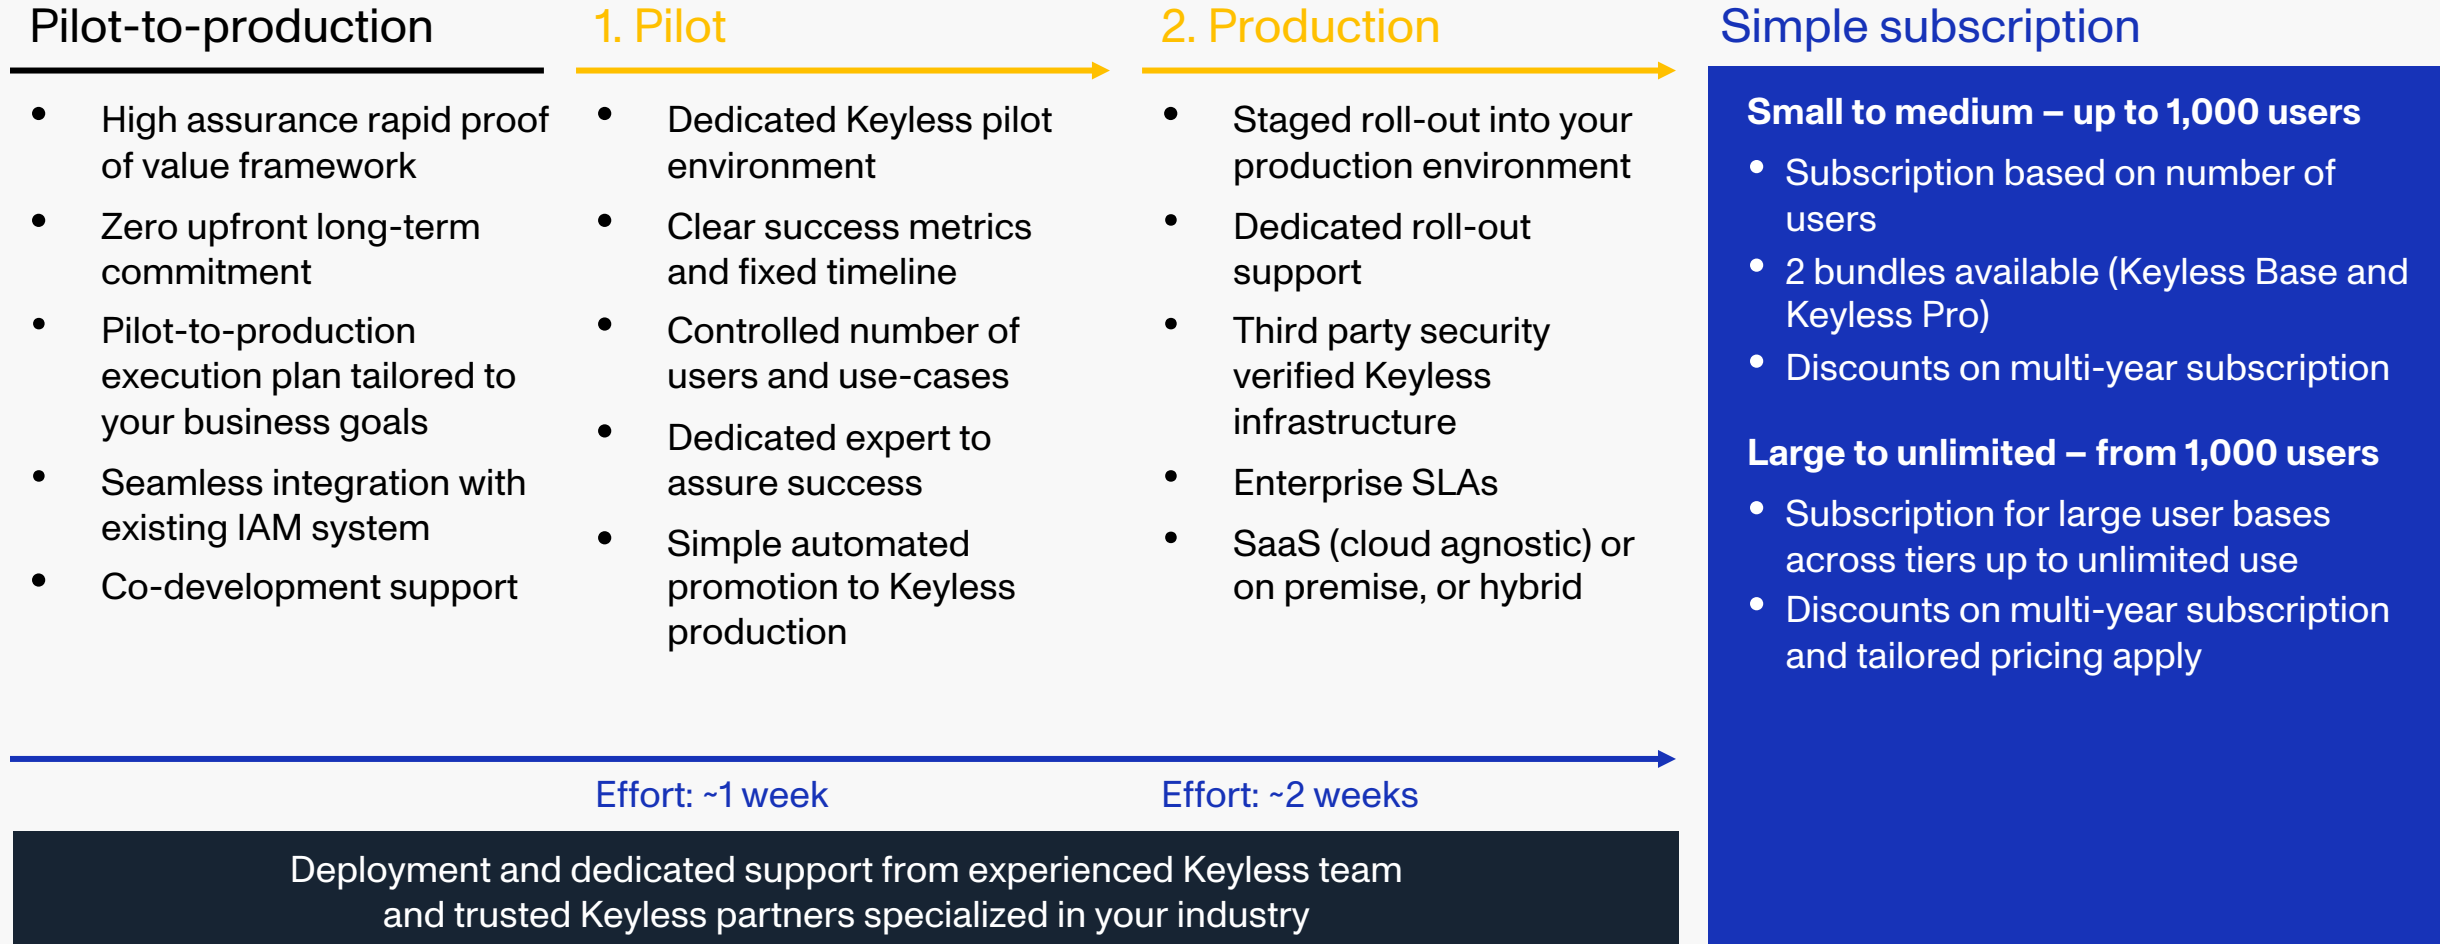 Pilot-to-production
• High assurance rapid proof
of value framework
• Zero upfront long-term
commitment
• Pilot-to-production
execution plan tailored to
your business goals
• Seamless integration with
existing IAM system
• Co-development support
1. Pilot
• Dedicated Keyless pilot
environment
• Clear success metrics
and fixed timeline
• Controlled number of
users and use-cases
• Dedicated expert to
assure success
• Simple automated
promotion to Keyless
production
2. Production
• Staged roll-out into your
production environment
• Dedicated roll-out
support
• Third party security
verified Keyless
infrastructure
• Enterprise SLAs
• SaaS (cloud agnostic) or
on premise, or hybrid
Effort: ~1 week
Effort: ~2 weeks
Deployment and dedicated support from experienced Keyless team
and trusted Keyless partners specialized in your industry
Simple subscription
Small to medium – up to 1,000 users
• Subscription based on number of
users
• 2 bundles available (Keyless Base and
Keyless Pro)
• Discounts on multi-year subscription
Large to unlimited – from 1,000 users
• Subscription for large user bases
across tiers up to unlimited use
• Discounts on multi-year subscription
and tailored pricing apply